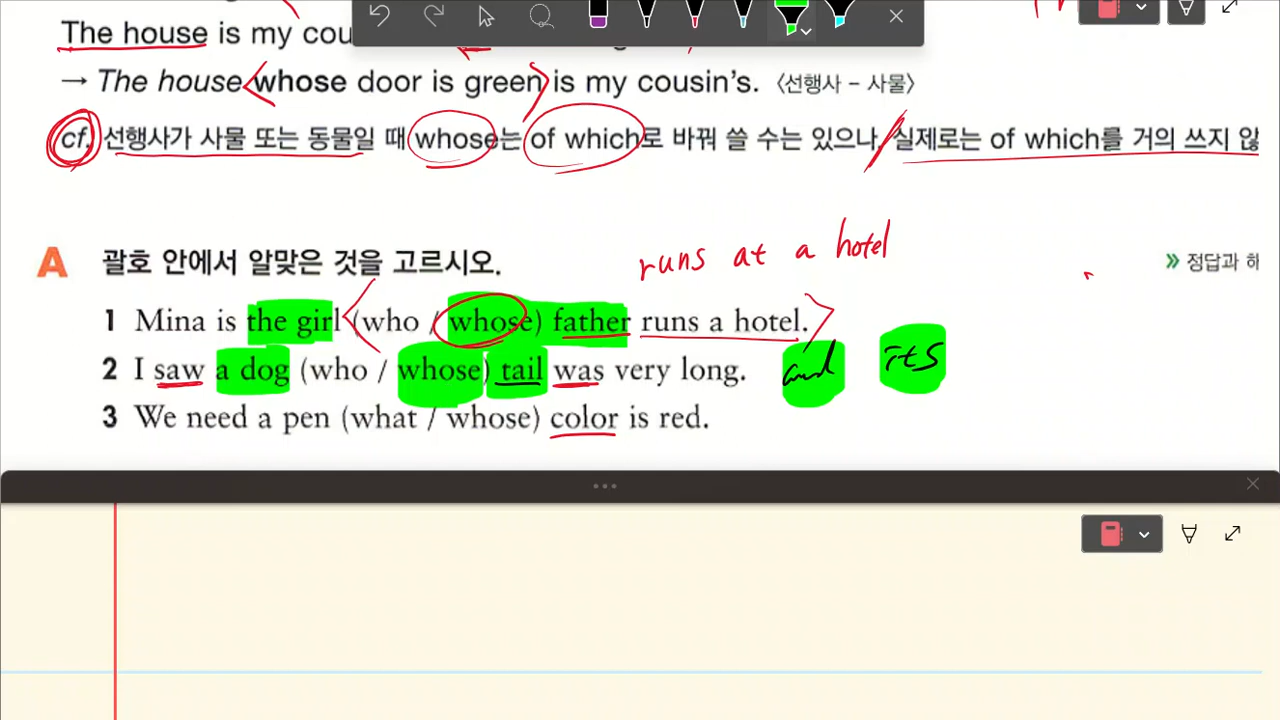 The house is my cou
→ The house whose door is green is my cousin's. 〈선행사 – 사물〉
cf. 선행사가 사물 또는 동물일 때 whose는 of which로 바꿔 쓸 수는 있으나, 실제로는 of which를 거의 쓰지 않
runs at a hotel
A 괄호 안에서 알맞은 것을 고르시오.
» 정답과 해
1 Mina is the girl (who / whose) father runs a hotel.
2 I saw a dog (who / whose) tail was very long.
and its
3 We need a pen (what / whose) color is red.